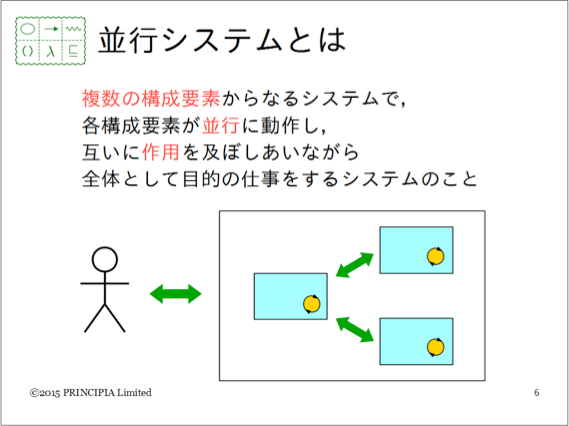 並行システムとは
() λ ⊑
複数の構成要素からなるシステムで，
各構成要素が並行に動作し，
互いに作用を及ぼしあいながら
全体として目的の仕事をするシステムのこと
©2015 PRINCIPIA Limited
6